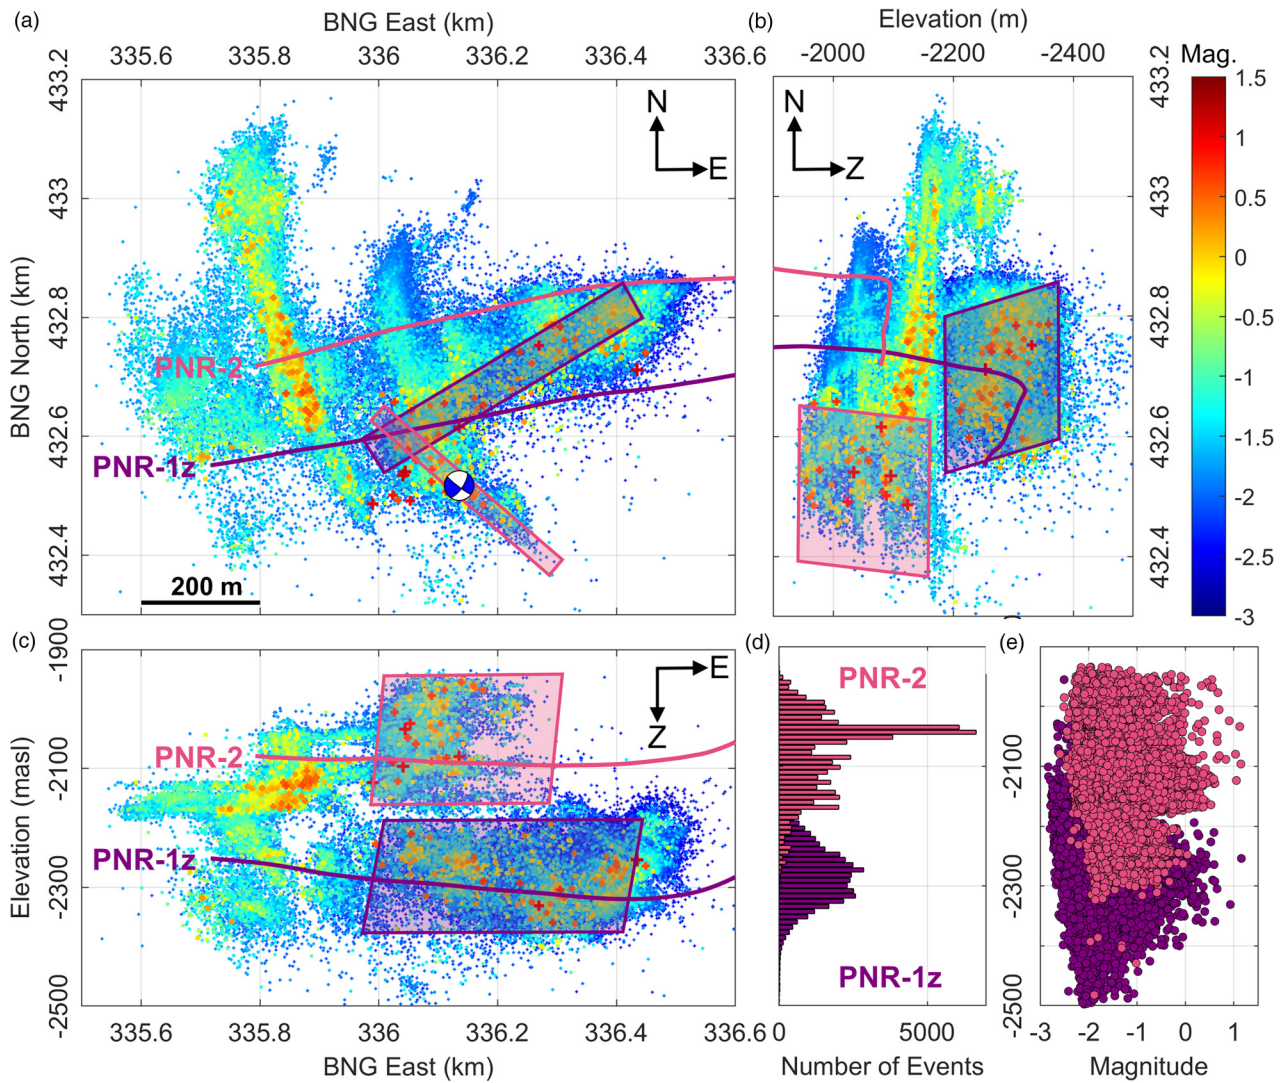 (a)
BNG East (km)
335.6 335.8 336 336.2 336.4 336.6
BNG North (km)
433.2
433
432.8
432.6
432.4
N
E
PNR-2
PNR-1z
200 m
(b)
Elevation (m)
-2000 -2200 -2400
N
Z
433.2
433
432.8
432.6
432.4
Mag.
1.5
1
0.5
0
-0.5
-1
-1.5
-2
-2.5
-3
(c)
Elevation (masl)
-1900
-2100
-2300
-2500
E
Z
PNR-2
PNR-1z
335.6 335.8 336 336.2 336.4 336.6
BNG East (km)
(d)
PNR-2
PNR-1z
0 5000
Number of Events
(e)
-2100
-2300
-2500
-3 -2 -1 0 1
Magnitude